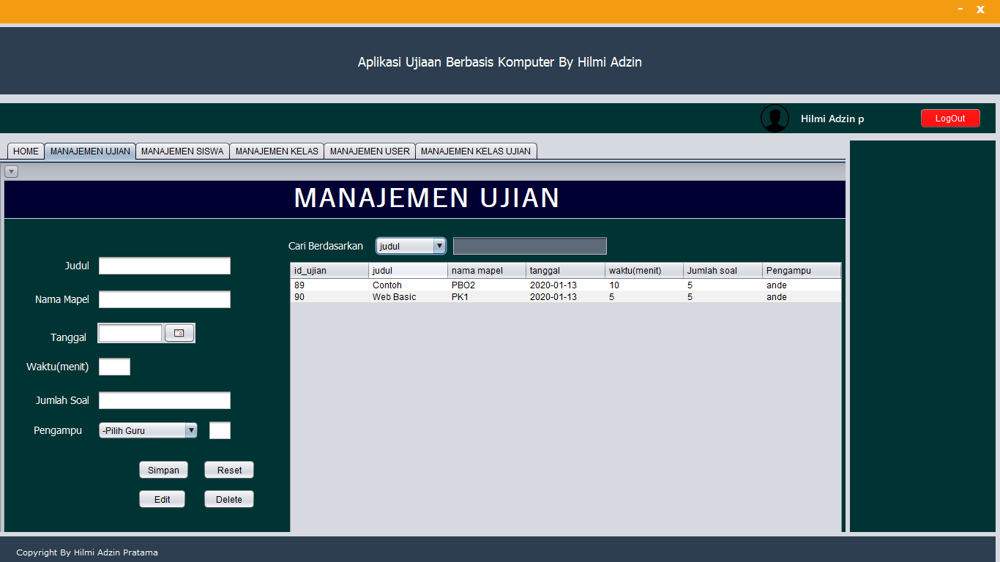 - x
Aplikasi Ujiaan Berbasis Komputer By Hilmi Adzin
Hilmi Adzin p LogOut
HOME MANAJEMEN UJIAN MANAJEMEN SISWA MANAJEMEN KELAS MANAJEMEN USER MANAJEMEN KELAS UJIAN
MANAJEMEN UJIAN
Cari Berdasarkan judul
Judul
Nama Mapel
Tanggal
Waktu(menit)
Jumlah Soal
Pengampu -Pilih Guru
Simpan Reset
Edit Delete
id_ujian judul nama mapel tanggal waktu(menit) Jumlah soal Pengampu
89 Contoh PBO2 2020-01-13 10 5 ande
90 Web Basic PK1 2020-01-13 5 5 ande
Copyright By Hilmi Adzin Pratama